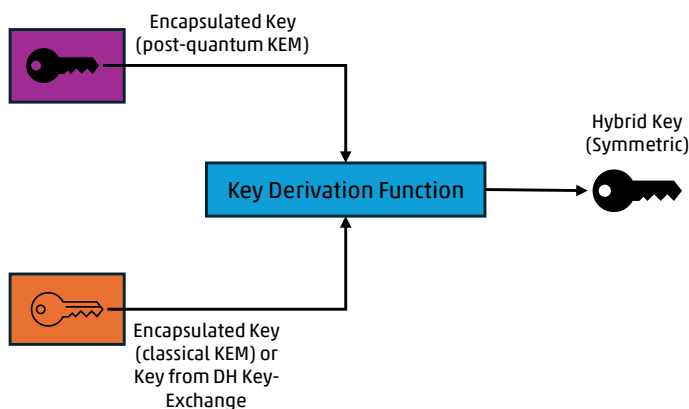 Encapsulated Key
(post-quantum KEM)
Hybrid Key
(Symmetric)
Key Derivation Function
Encapsulated Key
(classical KEM) or
Key from DH Key-
Exchange